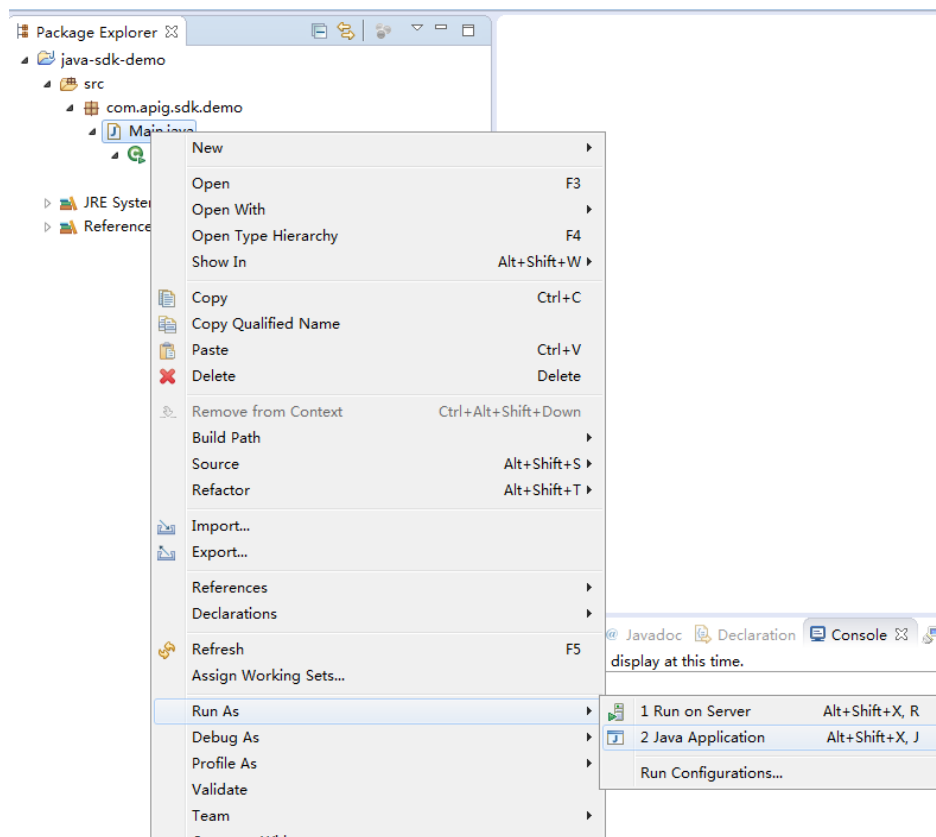 Package Explorer
java-sdk-demo
src
com.apig.sdk.demo
Main.java
JRE Syste
Reference
New
Open F3
Open With
Open Type Hierarchy F4
Show In Alt+Shift+W
Copy Ctrl+C
Copy Qualified Name
Paste Ctrl+V
Delete Delete
Remove from Context Ctrl+Alt+Shift+Down
Build Path
Source Alt+Shift+S
Refactor Alt+Shift+T
Import...
Export...
References
Declarations
Refresh F5
Assign Working Sets...
Run As
Debug As
Profile As
Validate
Team
@ Javadoc Declaration Console
display at this time.
1 Run on Server Alt+Shift+X, R
2 Java Application Alt+Shift+X, J
Run Configurations...